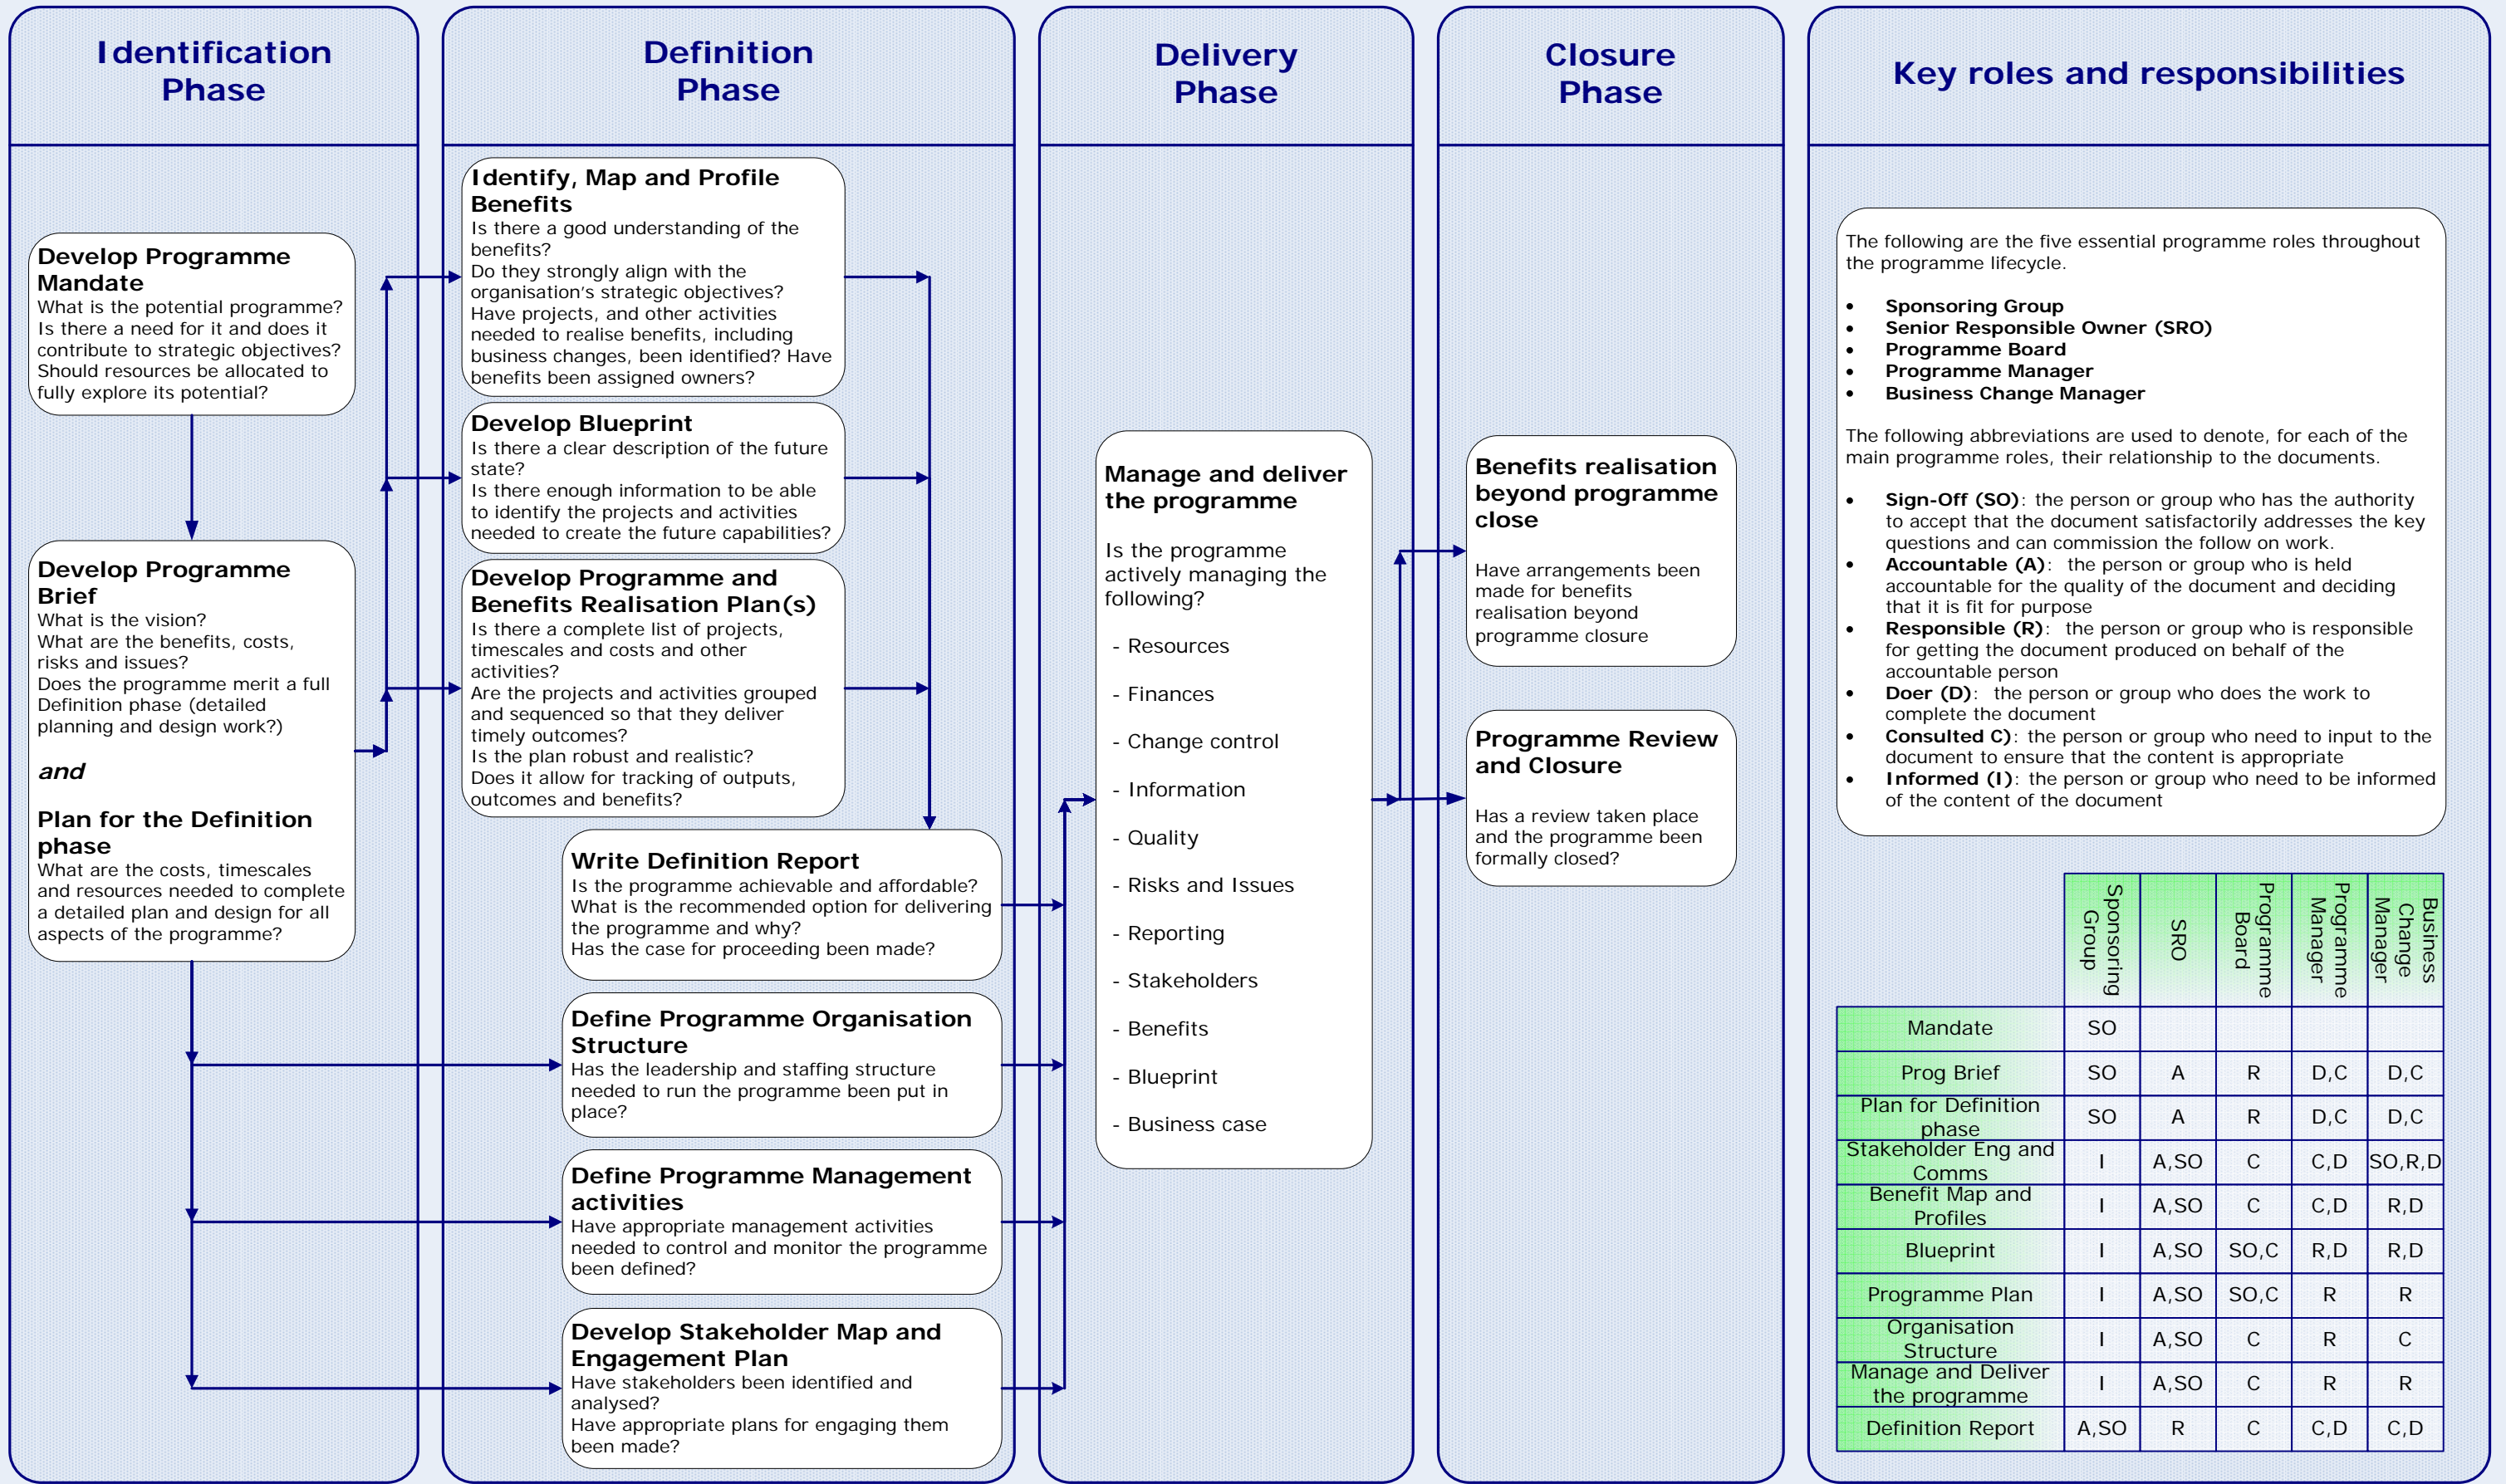 Identification
Phase
Develop Programme
Mandate
What is the potential programme?
Is there a need for it and does it
contribute to strategic objectives?
Should resources be allocated to
fully explore its potential?
Develop Programme
Brief
What is the vision?
What are the benefits, costs,
risks and issues?
Does the programme merit a full
Definition phase (detailed
planning and design work?)
and
Plan for the Definition
phase
What are the costs, timescales
and resources needed to complete
a detailed plan and design for all
aspects of the programme?
Definition
Phase
Identify, Map and Profile
Benefits
Is there a good understanding of the
benefits?
Do they strongly align with the
organisation's strategic objectives?
Have projects, and other activities
needed to realise benefits, including
business changes, been identified? Have
benefits been assigned owners?
Develop Blueprint
Is there a clear description of the future
state?
Is there enough information to be able
to identify the projects and activities
needed to create the future capabilities?
Develop Programme and
Benefits Realisation Plan(s)
Is there a complete list of projects,
timescales and costs and other
activities?
Are the projects and activities grouped
and sequenced so that they deliver
timely outcomes?
Is the plan robust and realistic?
Does it allow for tracking of outputs,
outcomes and benefits?
Write Definition Report
Is the programme achievable and affordable?
What is the recommended option for delivering
the programme and why?
Has the case for proceeding been made?
Define Programme Organisation
Structure
Has the leadership and staffing structure
needed to run the programme been put in
place?
Define Programme Management
activities
Have appropriate management activities
needed to control and monitor the programme
been defined?
Develop Stakeholder Map and
Engagement Plan
Have stakeholders been identified and
analysed?
Have appropriate plans for engaging them
been made?
Delivery
Phase
Manage and deliver
the programme
Is the programme
actively managing the
following?
- Resources
- Finances
- Change control
- Information
- Quality
- Risks and Issues
- Reporting
- Stakeholders
- Benefits
- Blueprint
- Business case
Closure
Phase
Benefits realisation
beyond programme
close
Have arrangements been
made for benefits
realisation beyond
programme closure
Programme Review
and Closure
Has a review taken place
and the programme been
formally closed?
Key roles and responsibilities
The following are the five essential programme roles throughout
the programme lifecycle.
• Sponsoring Group
• Senior Responsible Owner (SRO)
• Programme Board
• Programme Manager
• Business Change Manager
The following abbreviations are used to denote, for each of the
main programme roles, their relationship to the documents.
• Sign-Off (SO): the person or group who has the authority
to accept that the document satisfactorily addresses the key
questions and can commission the follow on work.
• Accountable (A): the person or group who is held
accountable for the quality of the document and deciding
that it is fit for purpose
• Responsible (R): the person or group who is responsible
for getting the document produced on behalf of the
accountable person
• Doer (D): the person or group who does the work to
complete the document
• Consulted C): the person or group who need to input to the
document to ensure that the content is appropriate
• Informed (I): the person or group who need to be informed
of the content of the document
Sponsoring
Group
SRO
Programme
Board
Programme
Manager
Business
Change
Manager
Mandate SO
Prog Brief SO A R D,C D,C
Plan for Definition
phase SO A R D,C D,C
Stakeholder Eng and
Comms I A,SO C C,D SO,R,D
Benefit Map and
Profiles I A,SO C C,D R,D
Blueprint I A,SO SO,C R,D R,D
Programme Plan I A,SO SO,C R R
Organisation
Structure I A,SO C R C
Manage and Deliver
the programme I A,SO C R R
Definition Report A,SO R C C,D C,D